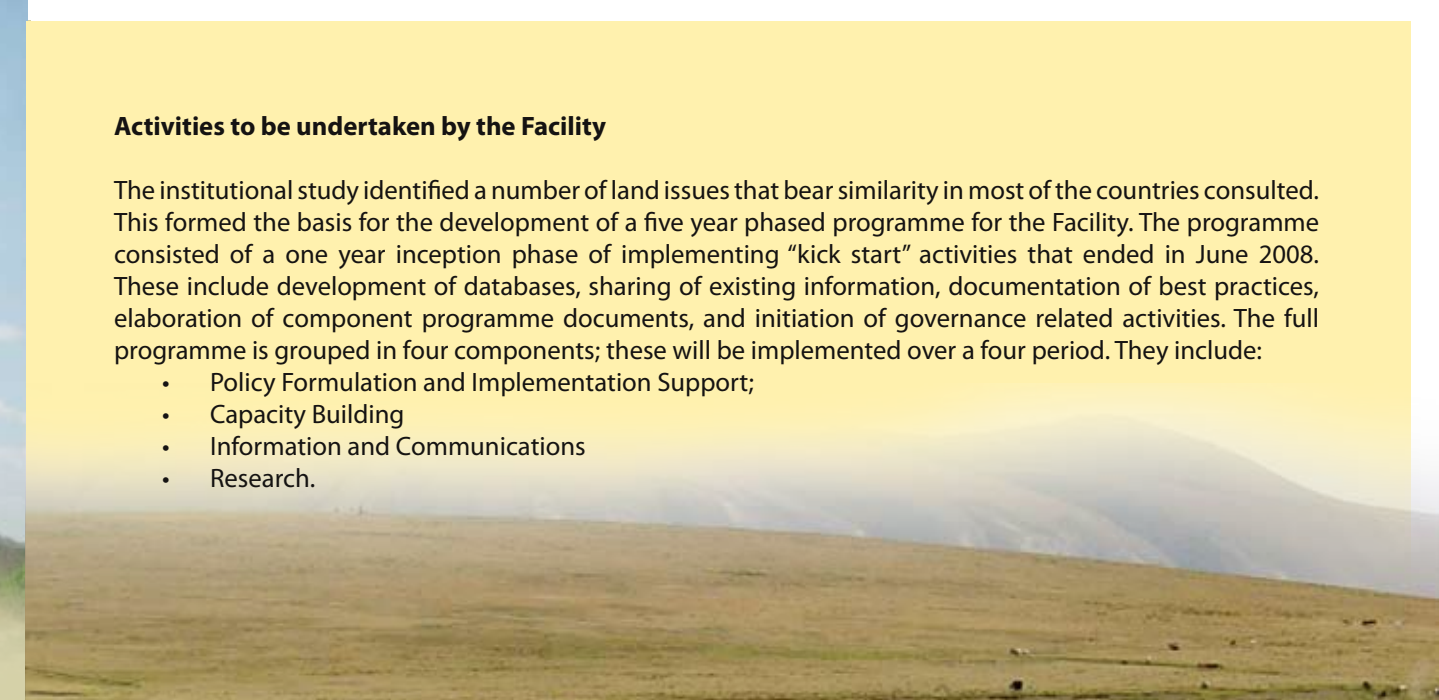 Activities to be undertaken by the Facility
The institutional study identified a number of land issues that bear similarity in most of the countries consulted.
This formed the basis for the development of a five year phased programme for the Facility. The programme
consisted of a one year inception phase of implementing “kick start” activities that ended in June 2008.
These include development of databases, sharing of existing information, documentation of best practices,
elaboration of component programme documents, and initiation of governance related activities. The full
programme is grouped in four components; these will be implemented over a four period. They include:
• Policy Formulation and Implementation Support;
• Capacity Building
• Information and Communications
• Research.